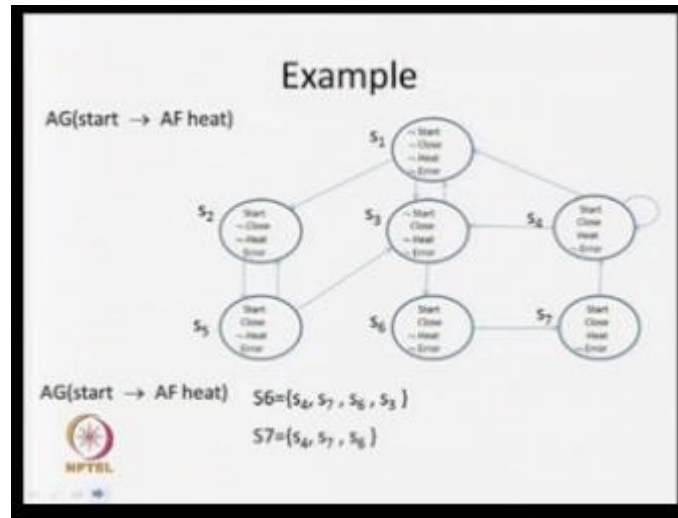 Example
AG(start → AF heat)
S₁
¬ Start
¬ Close
¬ Heat
¬ Error
S₂
Start
¬ Close
¬ Heat
Error
S₃
¬ Start
Close
¬ Heat
¬ Error
S₄
Start
Close
Heat
¬ Error
S₅
Start
Close
¬ Heat
Error
S₆
Start
Close
¬ Heat
¬ Error
S₇
Start
Close
Heat
¬ Error
AG(start → AF heat)
S6={s₄, s₇ , s₆ , s₃ }
S7={s₄, s₇ , s₆ }
NPTEL